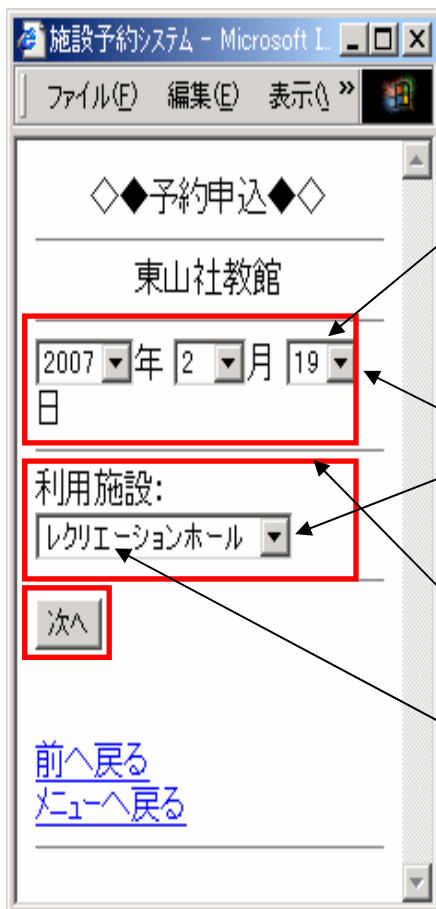 施設予約システム - Microsoft I...
ファイル(F) 編集(E) 表示(V) »
◇◆予約申込◆◇
東山社教館
2007 年 2 月 19
日
利用施設:
レクリエーションホール
次へ
前へ戻る
メニューへ戻る